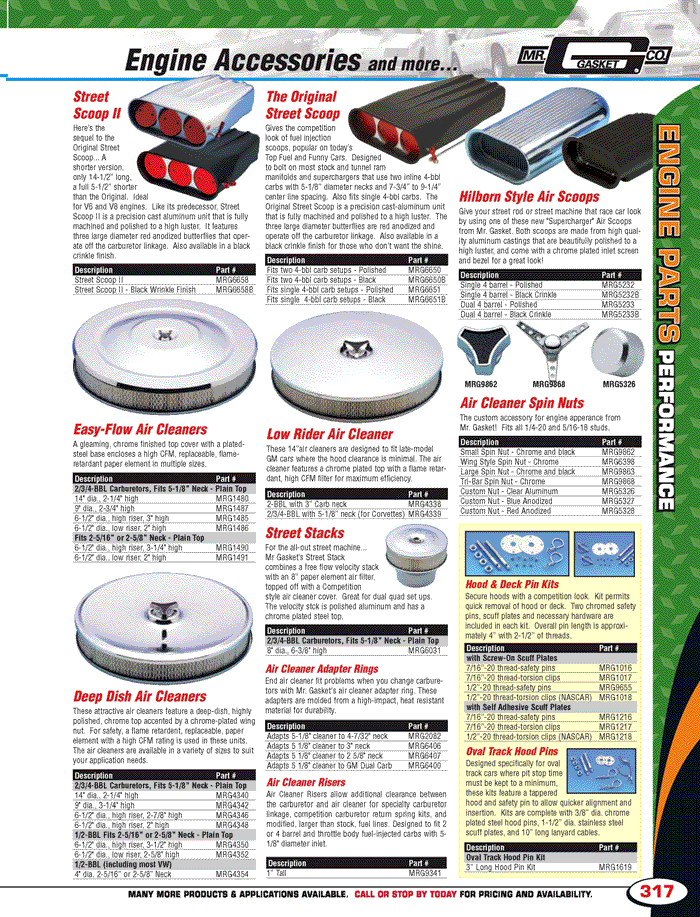 Engine Accessories and more...
MR. GASKET CO.
Street
Scoop II
Here's the
sequel to the
Original Street
Scoop... A
shorter version,
only 14-1/2" long,
a full 5-1/2" shorter
than the Original. Ideal
for V6 and V8 engines. Like its predecessor, Street
Scoop II is a precision cast aluminum unit that is fully
machined and polished to a high luster. It features
three large diameter red anodized butterflies that oper-
ate off the carburetor linkage. Also available in a black
crinkle finish.
Description Part #
Street Scoop II MRG6658
Street Scoop II - Black Wrinkle Finish MRG6658B
The Original
Street Scoop
Gives the competition
look of fuel injection
scoops, popular on today's
Top Fuel and Funny Cars. Designed
to bolt on most stock and tunnel ram
manifolds and superchargers that use two inline 4-bbl
carbs with 5-1/8" diameter necks and 7-3/4" to 9-1/4"
center line spacing. Also fits single 4-bbl carbs. The
Original Street Scoop is a precision cast-aluminum unit
that is fully machined and polished to a high luster. The
three large diameter butterflies are red anodized and
operate off the carburetor linkage. Also available in a
black crinkle finish for those who don't want the shine.
Description Part #
Fits two 4-bbl carb setups - Polished MRG6650
Fits two 4-bbl carb setups - Black MRG6650B
Fits single 4-bbl carb setups - Polished MRG6651
Fits single 4-bbl carb setups - Black MRG6651B
Hilborn Style Air Scoops
Give your street rod or street machine that race car look
by using one of these new "Supercharger" Air Scoops
from Mr. Gasket. Both scoops are made from high qual-
ity aluminum castings that are beautifully polished to a
high luster, and come with a chrome plated inlet screen
and bezel for a great look!
Description Part #
Single 4 barrel - Polished MRG5232
Single 4 barrel - Black Crinkle MRG5232B
Dual 4 barrel - Polished MRG5233
Dual 4 barrel - Black Crinkle MRG5233B
MRG9862 MRG9868 MRG5326
Air Cleaner Spin Nuts
The custom accessory for engine apperance from
Mr. Gasket! Fits all 1/4-20 and 5/16-18 studs.
Description Part #
Small Spin Nut - Chrome and black MRG9862
Wing Style Spin Nut - Chrome MRG6398
Large Spin Nut - Chrome and black MRG9863
Tri-Bar Spin Nut - Chrome MRG9868
Custom Nut - Clear Aluminum MRG5326
Custom Nut - Blue Anodized MRG5327
Custom Nut - Red Anodized MRG5328
Easy-Flow Air Cleaners
A gleaming, chrome finished top cover with a plated-
steel base encloses a high CFM, replaceable, flame-
retardant paper element in multiple sizes.
Description Part #
2/3/4-BBL Carburetors, Fits 5-1/8" Neck - Plain Top
14" dia., 2-1/4" high MRG1480
9" dia., 2-3/4" high MRG1487
6-1/2" dia., high riser, 3" high MRG1485
6-1/2" dia., low riser, 2" high MRG1486
Fits 2-5/16" or 2-5/8" Neck - Plain Top
6-1/2" dia., high riser, 3-1/4" high MRG1490
6-1/2" dia., low riser, 2" high MRG1491
Low Rider Air Cleaner
These 14"air cleaners are designed to fit late-model
GM cars where the hood clearance is minimal. The air
cleaner features a chrome plated top with a flame retar-
dant, high CFM filter for maximum efficiency.
Description Part #
2-BBL with 3" Carb neck MRG4338
2/3/4-BBL with 5-1/8" neck (for Corvettes) MRG4339
Street Stacks
For the all-out street machine...
Mr Gasket's Street Stack
combines a free flow velocity stack
with an 8" paper element air filter,
topped off with a Competition
style air cleaner cover. Great for dual quad set ups.
The velocity stck is polished aluminum and has a
chrome plated steel top.
Description Part #
2/3/4-BBL Carburetors, Fits 5-1/8" Neck - Plain Top
8" dia., 6-3/8" high MRG6031
Air Cleaner Adapter Rings
End air cleaner fit problems when you change carbure-
tors with Mr. Gasket's air cleaner adapter ring. These
adapters are molded from a high-impact, heat resistant
material for durability.
Description Part #
Adapts 5-1/8" cleaner to 4-7/32" neck MRG2082
Adapts 5 1/8" cleaner to 3" neck MRG6406
Adapts 5 1/8" cleaner to 2 5/8" neck MRG6407
Adapts 5 1/8" cleaner to GM Dual Carb MRG6400
Air Cleaner Risers
Air Cleaner Risers allow additional clearance between
the carburetor and air cleaner for specialty carburetor
linkage, competition carburetor return spring kits, and
modified, larger than stock, fuel lines. Designed to fit 2
or 4 barrel and throttle body fuel-injected carbs with 5-
1/8" diameter inlet.
Description Part #
1" Tall MRG9341
Deep Dish Air Cleaners
These attractive air cleaners feature a deep-dish, highly
polished, chrome top accented by a chrome-plated wing
nut. For safety, a flame retardent, replaceable, paper
element with a high CFM rating is used in these units.
The air cleaners are available in a variety of sizes to suit
your application needs.
Description Part #
2/3/4-BBL Carburetors, Fits 5-1/8" Neck - Plain Top
14" dia., 2-1/4" high MRG4340
9" dia., 3-1/4" high MRG4342
6-1/2" dia., high riser, 2-7/8" high MRG4346
6-1/2" dia., high riser, 2" high MRG4348
1/2-BBL Fits 2-5/16" or 2-5/8" Neck - Plain Top
6-1/2" dia., high riser, 3-1/2" high MRG4350
6-1/2" dia., low riser, 2-5/8" high MRG4352
1/2-BBL (including most VW)
4" dia. 2-5/16" or 2-5/8" Neck MRG4354
Hood & Deck Pin Kits
Secure hoods with a competition look. Kit permits
quick removal of hood or deck. Two chromed safety
pins, scuff plates and necessary hardware are
included in each kit. Overall pin length is approxi-
mately 4" with 2-1/2" of threads.
Description Part #
with Screw-On Scuff Plates
7/16"-20 thread-safety pins MRG1016
7/16"-20 thread-torsion clips MRG1017
1/2"-20 thread-safety pins MRG9655
1/2"-20 thread-torsion clips (NASCAR) MRG1018
with Self Adhesive Scuff Plates
7/16"-20 thread-safety pins MRG1216
7/16"-20 thread-torsion clips MRG1217
1/2"-20 thread-torsion clips (NASCAR) MRG1218
Oval Track Hood Pins
Designed specifically for oval
track cars where pit stop time
must be kept to a minimum,
these kits feature a tappered
hood and safety pin to allow quicker alignment and
insertion. Kits are complete with 3/8" dia. chrome
plated steel hood pins, 1-1/2" dia. stainless steel
scuff plates, and 10" long lanyard cables.
Description Part #
Oval Track Hood Pin Kit
3" Long Hood Pin Kit MRG1619
ENGINE PARTS PERFORMANCE
MANY MORE PRODUCTS & APPLICATIONS AVAILABLE. CALL OR STOP BY TODAY FOR PRICING AND AVAILABILITY.
317